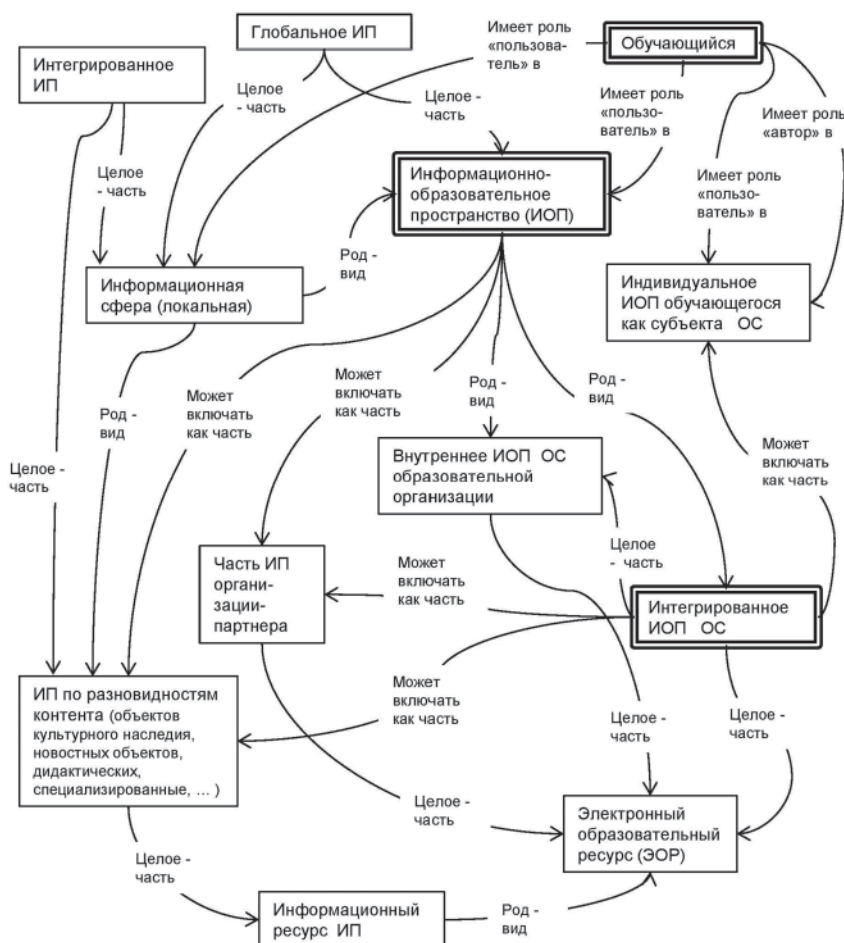 Глобальное ИП
Имеет роль
«пользова-
тель» в
Обучающийся
Интегрированное
ИП
Целое
- часть
Целое -
часть
Имеет роль
«пользо-
ватель» в
Имеет роль
«автор» в
Целое
- часть
Информационно-
образовательное
пространство (ИОП)
Имеет роль
«пользо-
ватель» в
Род -
вид
Информационная
сфера (локальная)
Индивидуальное
ИОП обучающегося
как субъекта ОС
Может
включать
как часть
Род -
вид
Род -
вид
Род -
вид
Может
включать
как часть
Может
включать
как часть
Целое -
часть
Внутреннее ИОП ОС
образовательной
организации
Часть ИП
органи-
зации-
партнера
Может
включать
как часть
Целое
- часть
Интегрированное
ИОП ОС
ИП по разновидностям
контента (объектов
культурного наследия,
новостных объектов,
дидактических,
специализированные, ... )
Может
включать
как часть
Целое -
часть
Целое -
часть
Целое -
часть
Электронный
образовательный
ресурс (ЭОР)
Целое -
часть
Информационный
ресурс ИП
Род -
вид